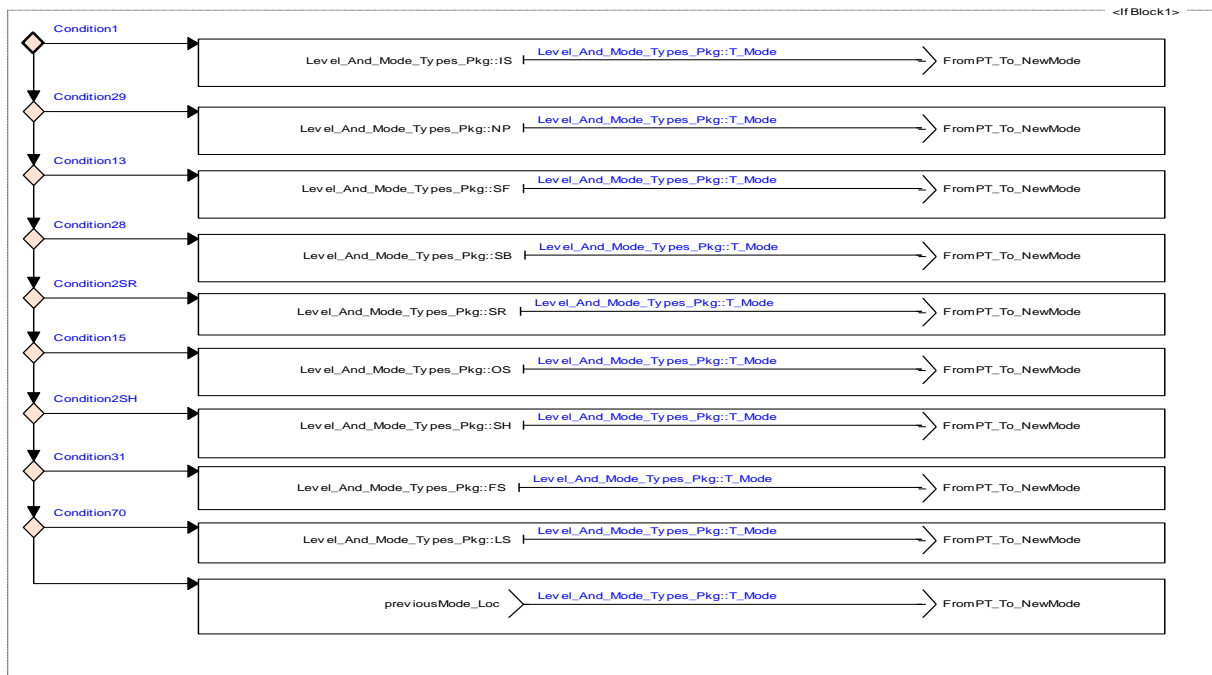 <If Block1>
Condition1
Level_And_Mode_Types_Pkg::T_Mode
Level_And_Mode_Types_Pkg::IS
FromPT_To_NewMode
Condition29
Level_And_Mode_Types_Pkg::T_Mode
Level_And_Mode_Types_Pkg::NP
FromPT_To_NewMode
Condition13
Level_And_Mode_Types_Pkg::T_Mode
Level_And_Mode_Types_Pkg::SF
FromPT_To_NewMode
Condition28
Level_And_Mode_Types_Pkg::T_Mode
Level_And_Mode_Types_Pkg::SB
FromPT_To_NewMode
Condition2SR
Level_And_Mode_Types_Pkg::T_Mode
Level_And_Mode_Types_Pkg::SR
FromPT_To_NewMode
Condition15
Level_And_Mode_Types_Pkg::T_Mode
Level_And_Mode_Types_Pkg::OS
FromPT_To_NewMode
Condition2SH
Level_And_Mode_Types_Pkg::T_Mode
Level_And_Mode_Types_Pkg::SH
FromPT_To_NewMode
Condition31
Level_And_Mode_Types_Pkg::T_Mode
Level_And_Mode_Types_Pkg::FS
FromPT_To_NewMode
Condition70
Level_And_Mode_Types_Pkg::T_Mode
Level_And_Mode_Types_Pkg::LS
FromPT_To_NewMode
Level_And_Mode_Types_Pkg::T_Mode
previousMode_Loc
FromPT_To_NewMode